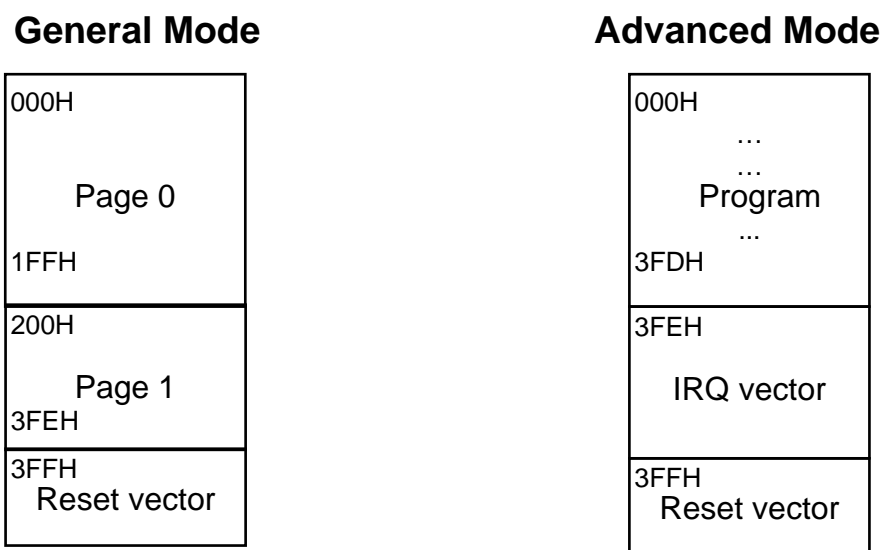 General Mode
000H
Page 0
1FFH
200H
Page 1
3FEH
3FFH
Reset vector
Advanced Mode
000H
…
…
Program
...
3FDH
3FEH
IRQ vector
3FFH
Reset vector